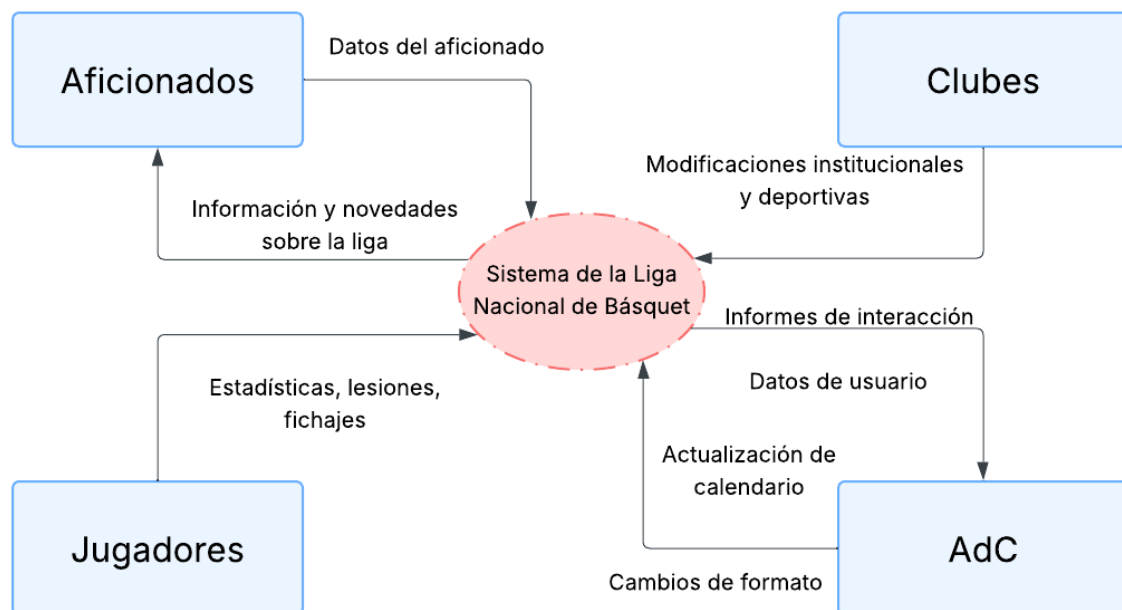 Datos del aficionado
Aficionados
Clubes
Modificaciones institucionales
y deportivas
Información y novedades
sobre la liga
Sistema de la Liga
Nacional de Básquet
Informes de interacción
Datos de usuario
Estadísticas, lesiones,
fichajes
Actualización de
calendario
Jugadores
AdC
Cambios de formato